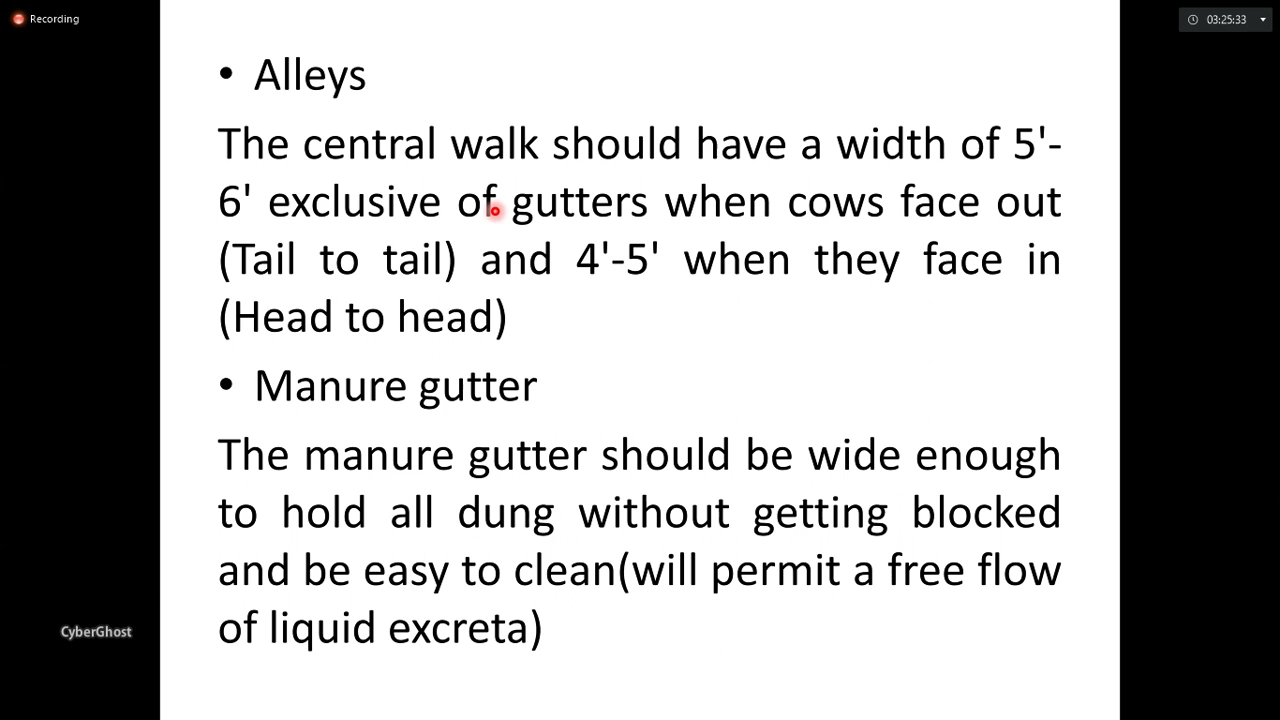 Recording
03:25:33
• Alleys
The central walk should have a width of 5'-
6' exclusive of gutters when cows face out
(Tail to tail) and 4'-5' when they face in
(Head to head)
• Manure gutter
The manure gutter should be wide enough
to hold all dung without getting blocked
and be easy to clean(will permit a free flow
of liquid excreta)
CyberGhost